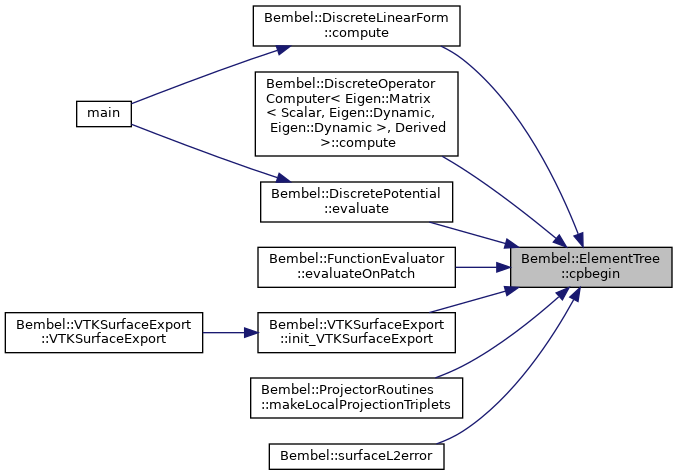 Bembel::DiscreteLinearForm
::compute
Bembel::DiscreteOperator
Computer< Eigen::Matrix
< Scalar, Eigen::Dynamic,
Eigen::Dynamic >, Derived
>::compute
main
Bembel::DiscretePotential
::evaluate
Bembel::FunctionEvaluator
::evaluateOnPatch
Bembel::ElementTree
::cpbegin
Bembel::VTKSurfaceExport
::VTKSurfaceExport
Bembel::VTKSurfaceExport
::init_VTKSurfaceExport
Bembel::ProjectorRoutines
::makeLocalProjectionTriplets
Bembel::surfaceL2error